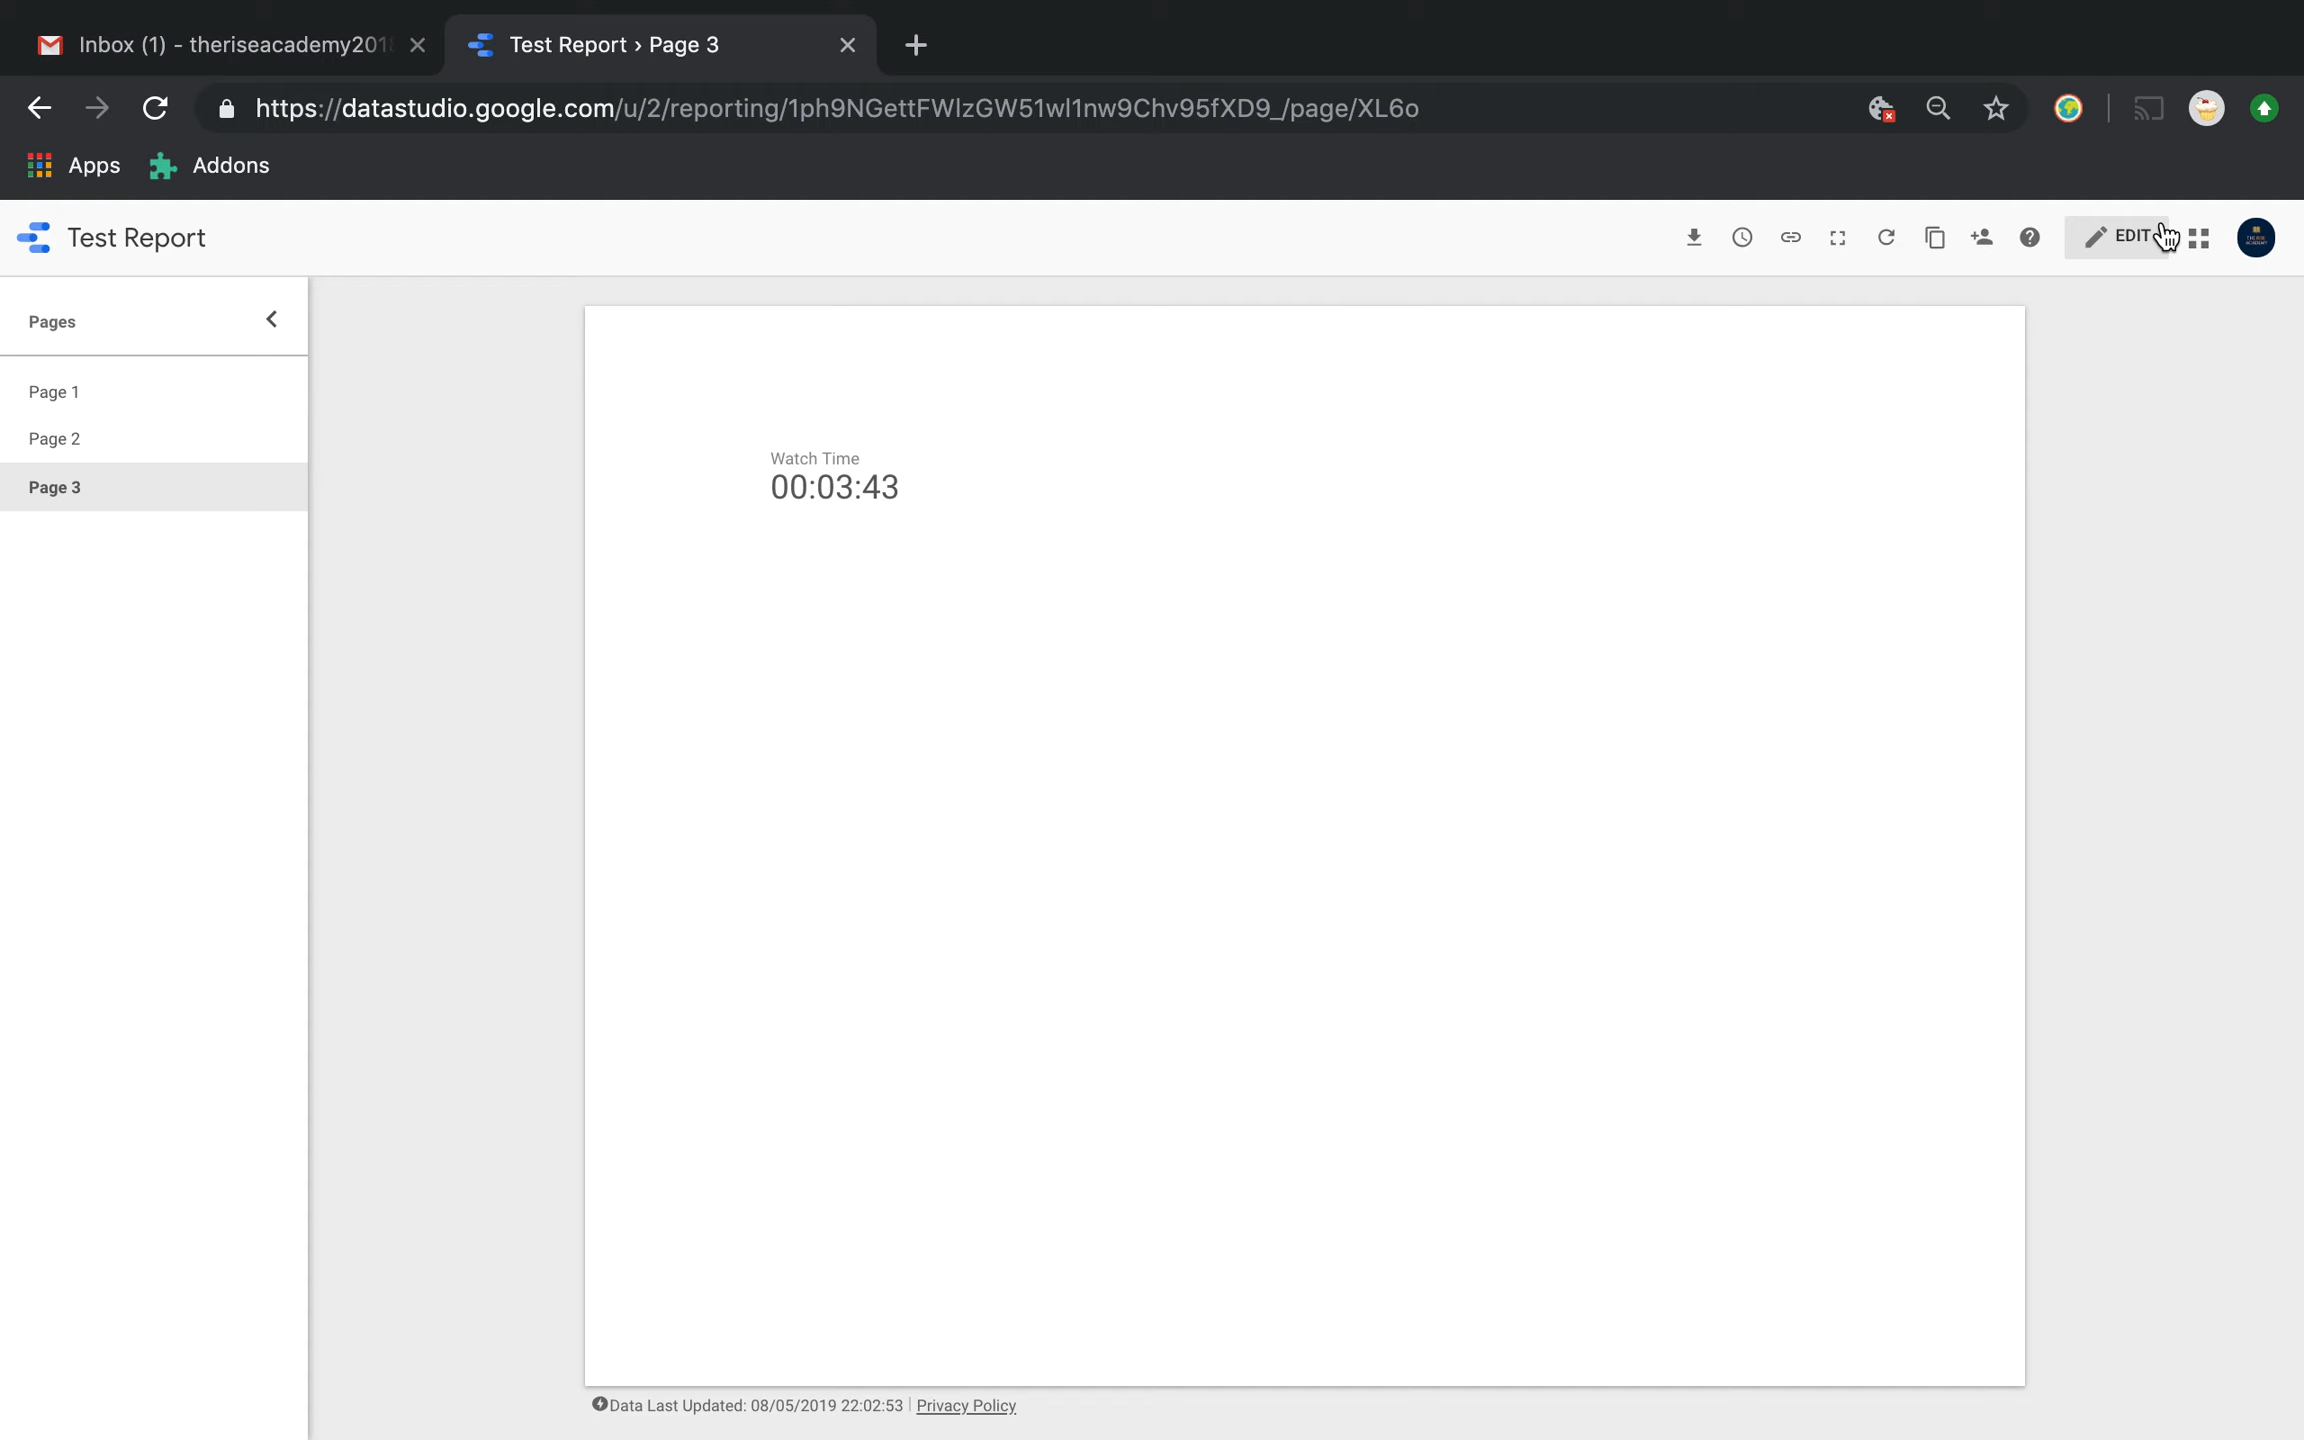 Inbox (1) - theriseacademy201
Test Report › Page 3
https://datastudio.google.com/u/2/reporting/1ph9NGettFWlzGW51wl1nw9Chv95fXD9_/page/XL6o
Apps
Addons
Test Report
EDIT
Pages
Page 1
Page 2
Page 3
Watch Time
00:03:43
Data Last Updated: 08/05/2019 22:02:53
Privacy Policy